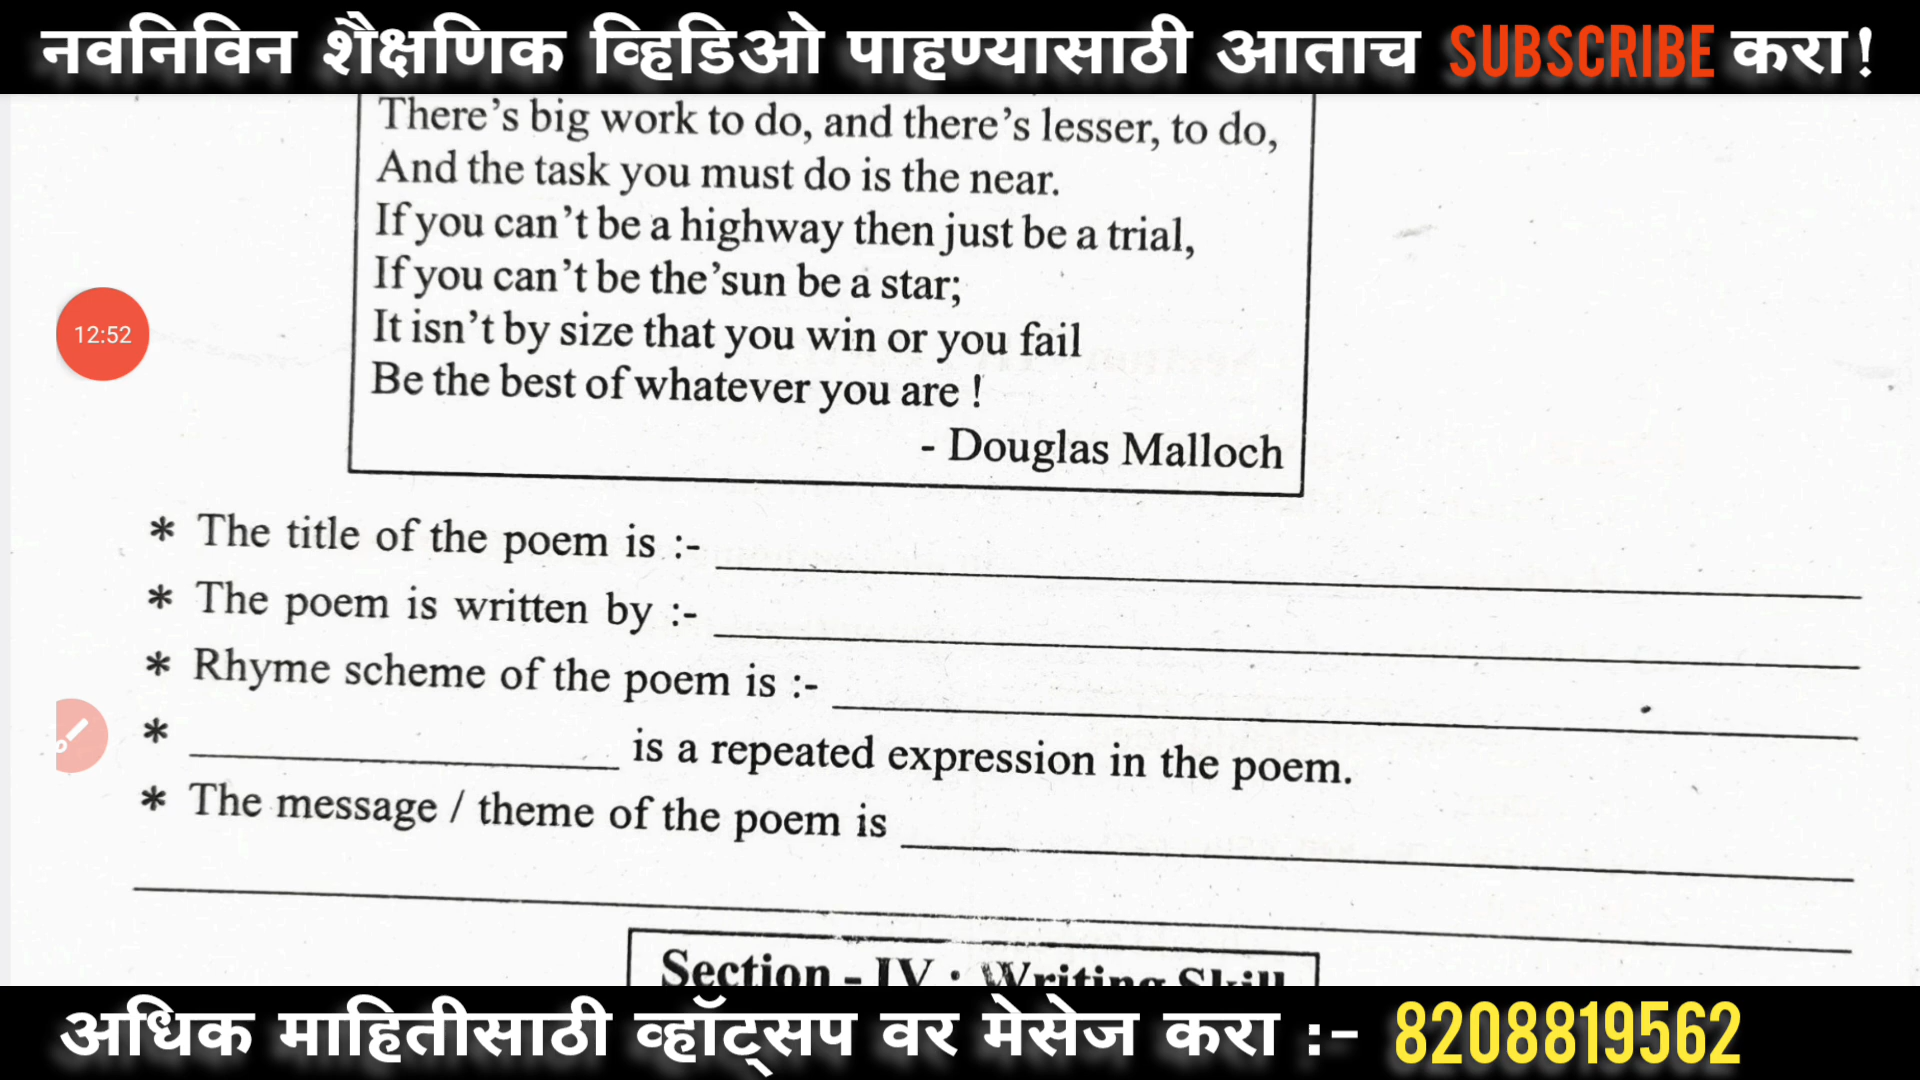 नवनिविन शैक्षणिक व्हिडिओ पाहण्यासाठी आताच SUBSCRIBE करा!
There's big work to do, and there's lesser, to do,
And the task you must do is the near.
If you can't be a highway then just be a trial,
If you can't be the'sun be a star;
It isn't by size that you win or you fail
Be the best of whatever you are !
- Douglas Malloch
12:52
* The title of the poem is :-
* The poem is written by :-
* Rhyme scheme of the poem is :-
* is a repeated expression in the poem.
* The message / theme of the poem is
Section - IV : Writing Skill
अधिक माहितीसाठी व्हॉट्सप वर मेसेज करा :- 8208819562